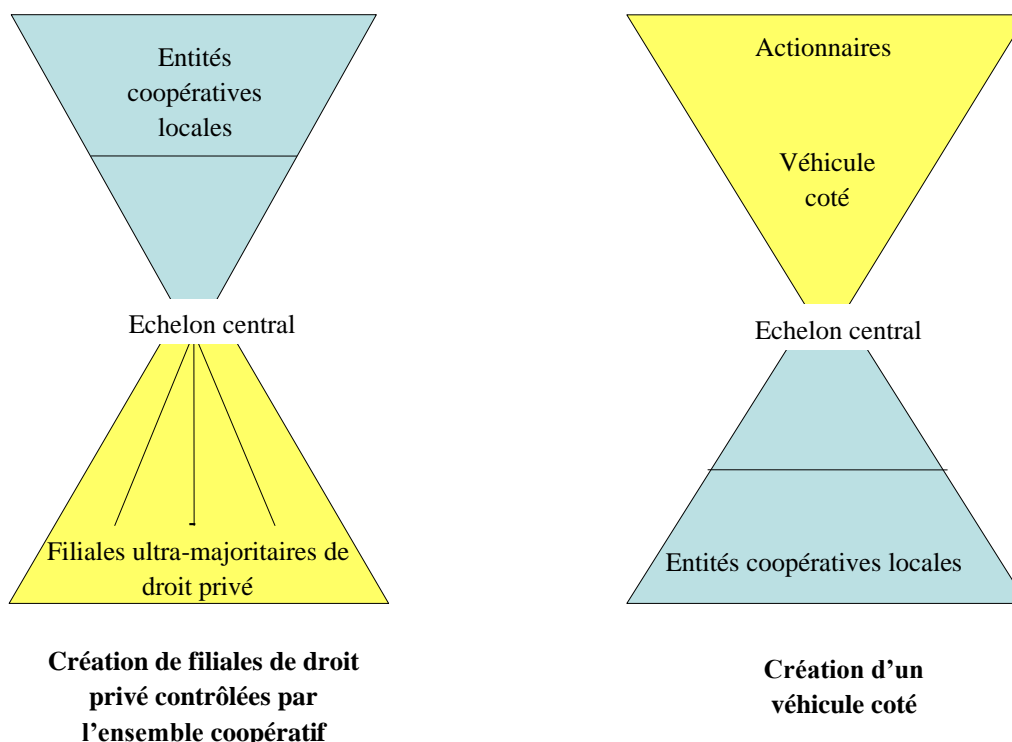 Entités
coopératives
locales
Echelon central
Filiales ultra-majoritaires de
droit privé
Création de filiales de droit
privé contrôlées par
l'ensemble coopératif
Actionnaires
Véhicule
coté
Echelon central
Entités coopératives locales
Création d'un
véhicule coté